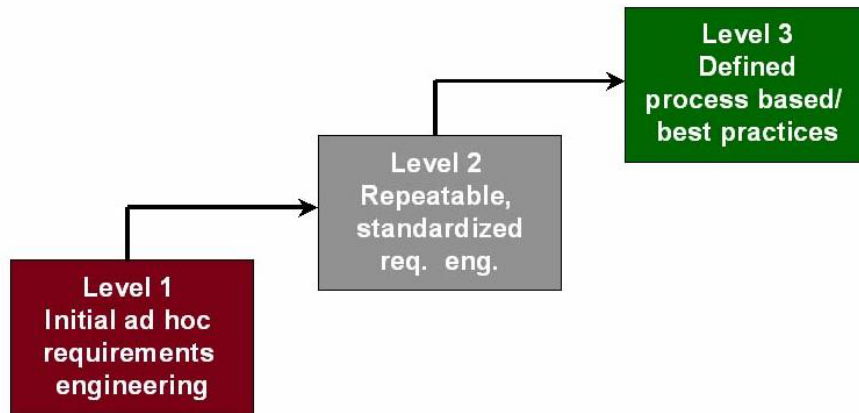 Level 3
Defined
process based/
best practices
Level 2
Repeatable,
standardized
req. eng.
Level 1
Initial ad hoc
requirements
engineering